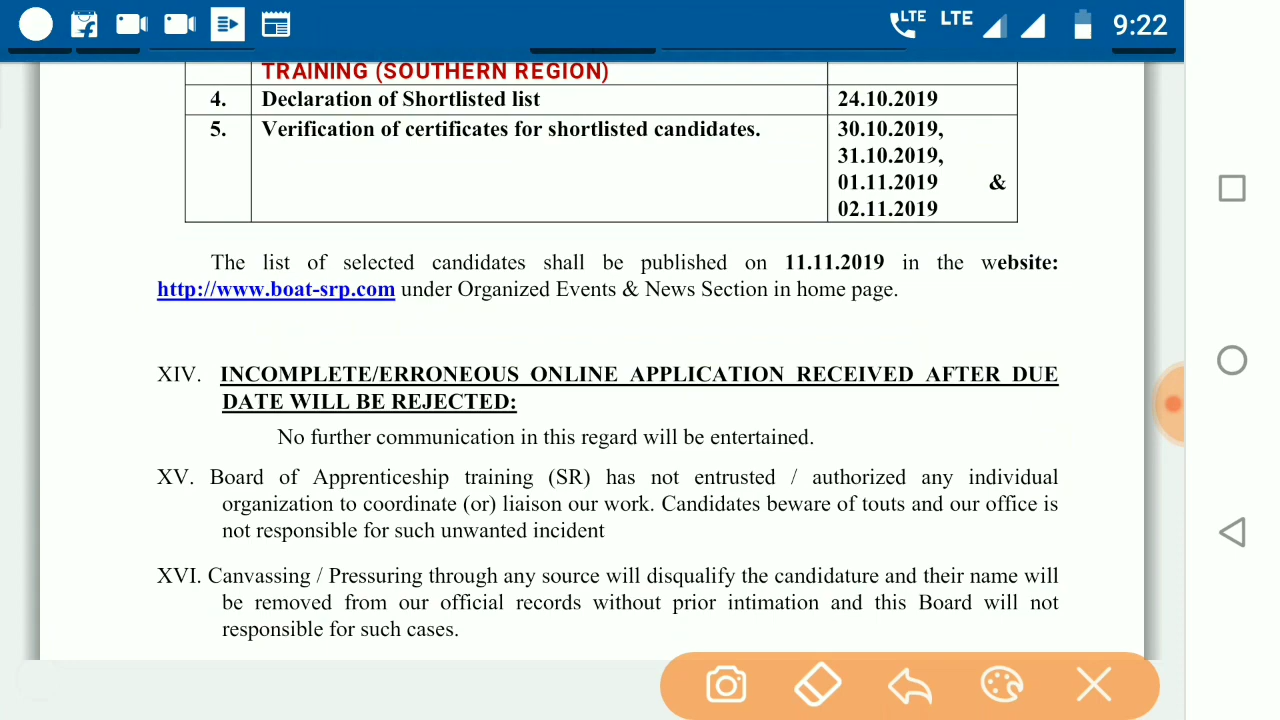 LTE LTE 9:22
TRAINING (SOUTHERN REGION)
4. Declaration of Shortlisted list 24.10.2019
5. Verification of certificates for shortlisted candidates. 30.10.2019,
31.10.2019,
01.11.2019 &
02.11.2019
The list of selected candidates shall be published on 11.11.2019 in the website:
http://www.boat-srp.com under Organized Events & News Section in home page.
XIV. INCOMPLETE/ERRONEOUS ONLINE APPLICATION RECEIVED AFTER DUE
DATE WILL BE REJECTED:
No further communication in this regard will be entertained.
XV. Board of Apprenticeship training (SR) has not entrusted / authorized any individual
organization to coordinate (or) liaison our work. Candidates beware of touts and our office is
not responsible for such unwanted incident
XVI. Canvassing / Pressuring through any source will disqualify the candidature and their name will
be removed from our official records without prior intimation and this Board will not
responsible for such cases.